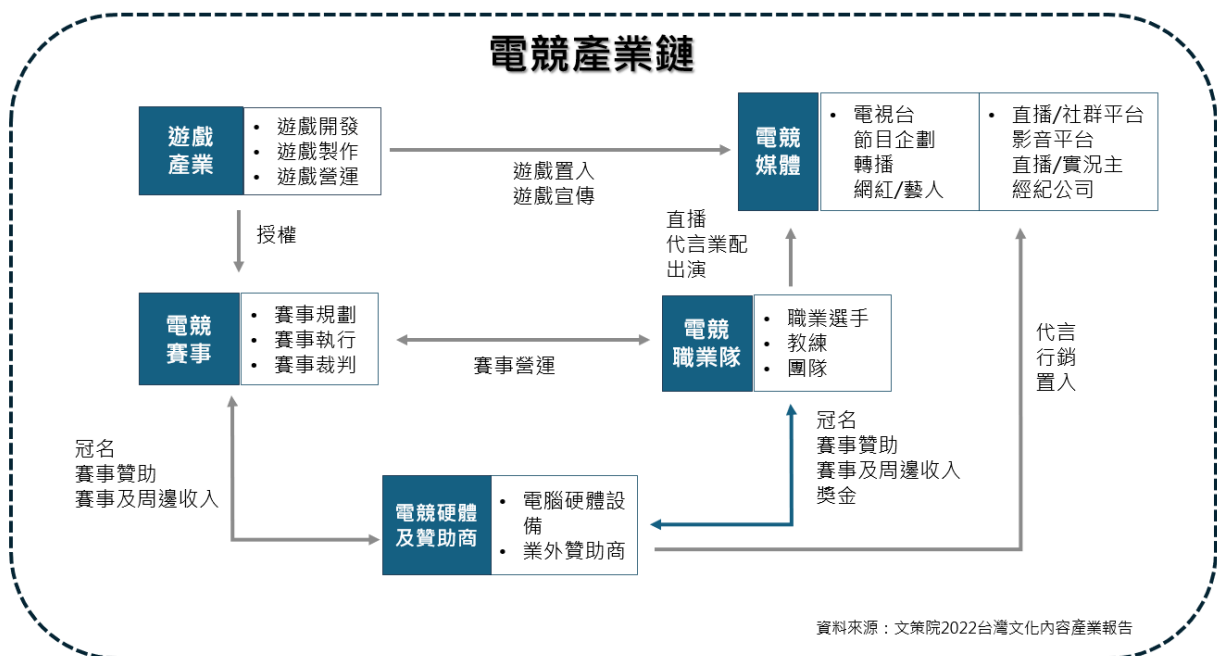 電競產業鏈
遊戲
產業
• 遊戲開發
• 遊戲製作
• 遊戲營運
遊戲置入
遊戲宣傳
電競
媒體
• 電視台
節目企劃
轉播
網紅/藝人
• 直播/社群平台
影音平台
直播/實況主
經紀公司
授權
直播
代言業配
出演
電競
賽事
• 賽事規劃
• 賽事執行
• 賽事裁判
賽事營運
電競
職業隊
• 職業選手
• 教練
• 團隊
代言
行銷
置入
冠名
賽事贊助
賽事及周邊收入
電競硬體
及贊助商
• 電腦硬體設
備
• 業外贊助商
冠名
賽事贊助
賽事及周邊收入
獎金
資料來源：文策院2022台灣文化內容產業報告